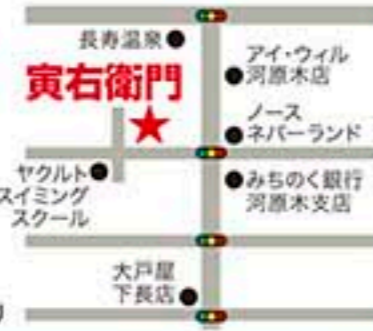 長寿温泉
アイ・ウィル
河原木店
寅右衛門
ノース
ネバーランド
ヤクルト
スイミング
スクール
みちのく銀行
河原木支店
大戸屋
下長店